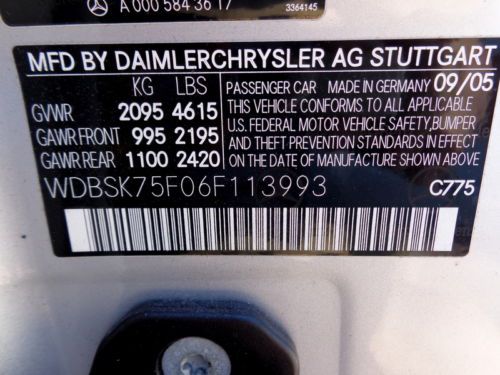 A 000 584 36 17
3364145
MFD BY DAIMLERCHRYSLER AG STUTTGART
KG LBS
GVWR 2095 4615
GAWR FRONT 995 2195
GAWR REAR 1100 2420
PASSENGER CAR MADE IN GERMANY 09/05
THIS VEHICLE CONFORMS TO ALL APPLICABLE
U.S. FEDERAL MOTOR VEHICLE SAFETY, BUMPER
AND THEFT PREVENTION STANDARDS IN EFFECT
ON THE DATE OF MANUFACTURE SHOWN ABOVE.
WDBSK75F06F113993
C775